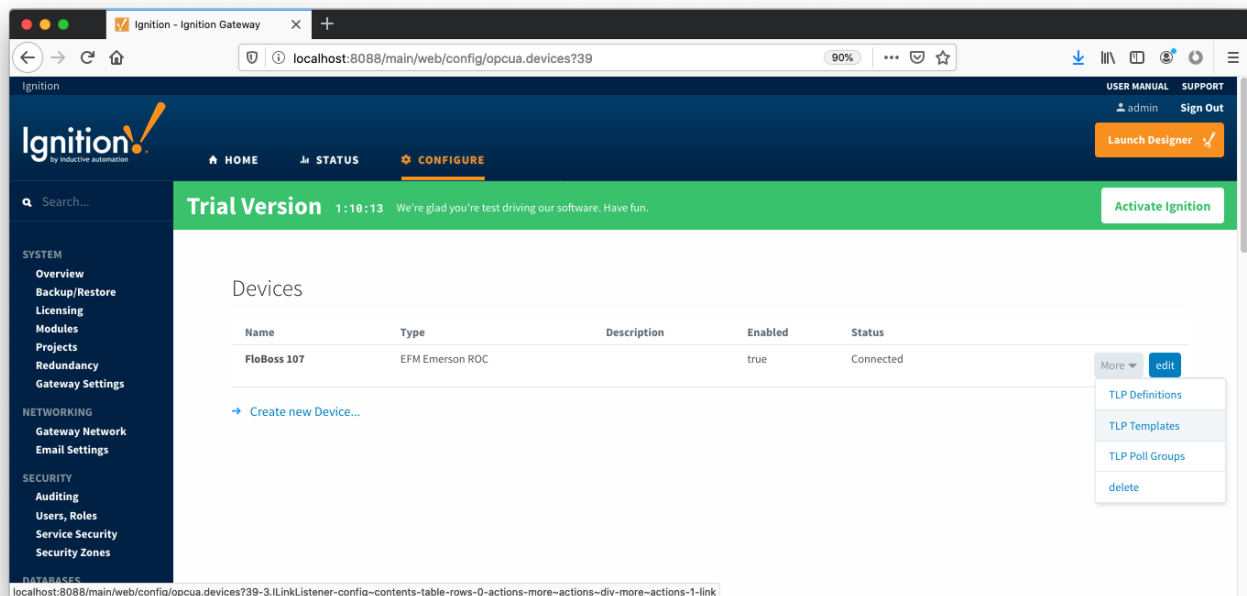 Ignition - Ignition Gateway
localhost:8088/main/web/config/opcua.devices?39
90%
Ignition
USER MANUAL SUPPORT
admin Sign Out
Ignition!
by inductive automation
Launch Designer
HOME STATUS CONFIGURE
Search...
Trial Version 1:10:13 We're glad you're test driving our software. Have fun.
Activate Ignition
SYSTEM
Overview
Backup/Restore
Licensing
Modules
Projects
Redundancy
Gateway Settings
NETWORKING
Gateway Network
Email Settings
SECURITY
Auditing
Users, Roles
Service Security
Security Zones
DATABASES
Devices
Name Type Description Enabled Status
FloBoss 107 EFM Emerson ROC true Connected
More edit
TLP Definitions
TLP Templates
TLP Poll Groups
delete
Create new Device...
localhost:8088/main/web/config/opcua.devices?39-3.ILinkListener-config~contents-table-rows-0-actions-more~actions~div-more~actions-1-link